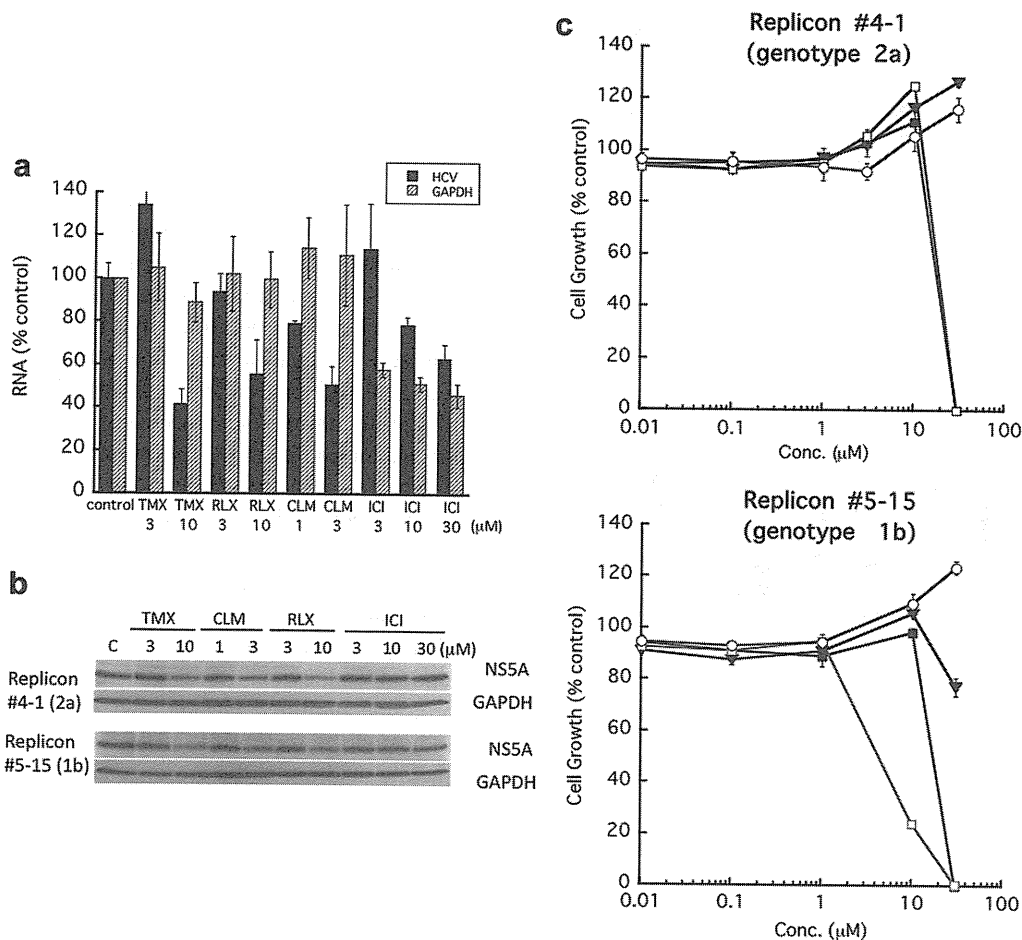 a
HCV
GAPDH
RNA (% control)
140
120
100
80
60
40
20
0
control TMX TMX RLX RLX CLM CLM ICI ICI ICI
3 10 3 10 1 3 3 10 30 (μM)
b
TMX CLM RLX ICI
C 3 10 1 3 3 10 3 10 30 (μM)
Replicon
#4-1 (2a)
NS5A
GAPDH
Replicon
#5-15 (1b)
NS5A
GAPDH
c
Replicon #4-1
(genotype 2a)
Cell Growth (% control)
140
120
100
80
60
40
20
0
0.01 0.1 1 10 100
Conc. (μM)
Replicon #5-15
(genotype 1b)
Cell Growth (% control)
140
120
100
80
60
40
20
0
0.01 0.1 1 10 100
Conc. (μM)